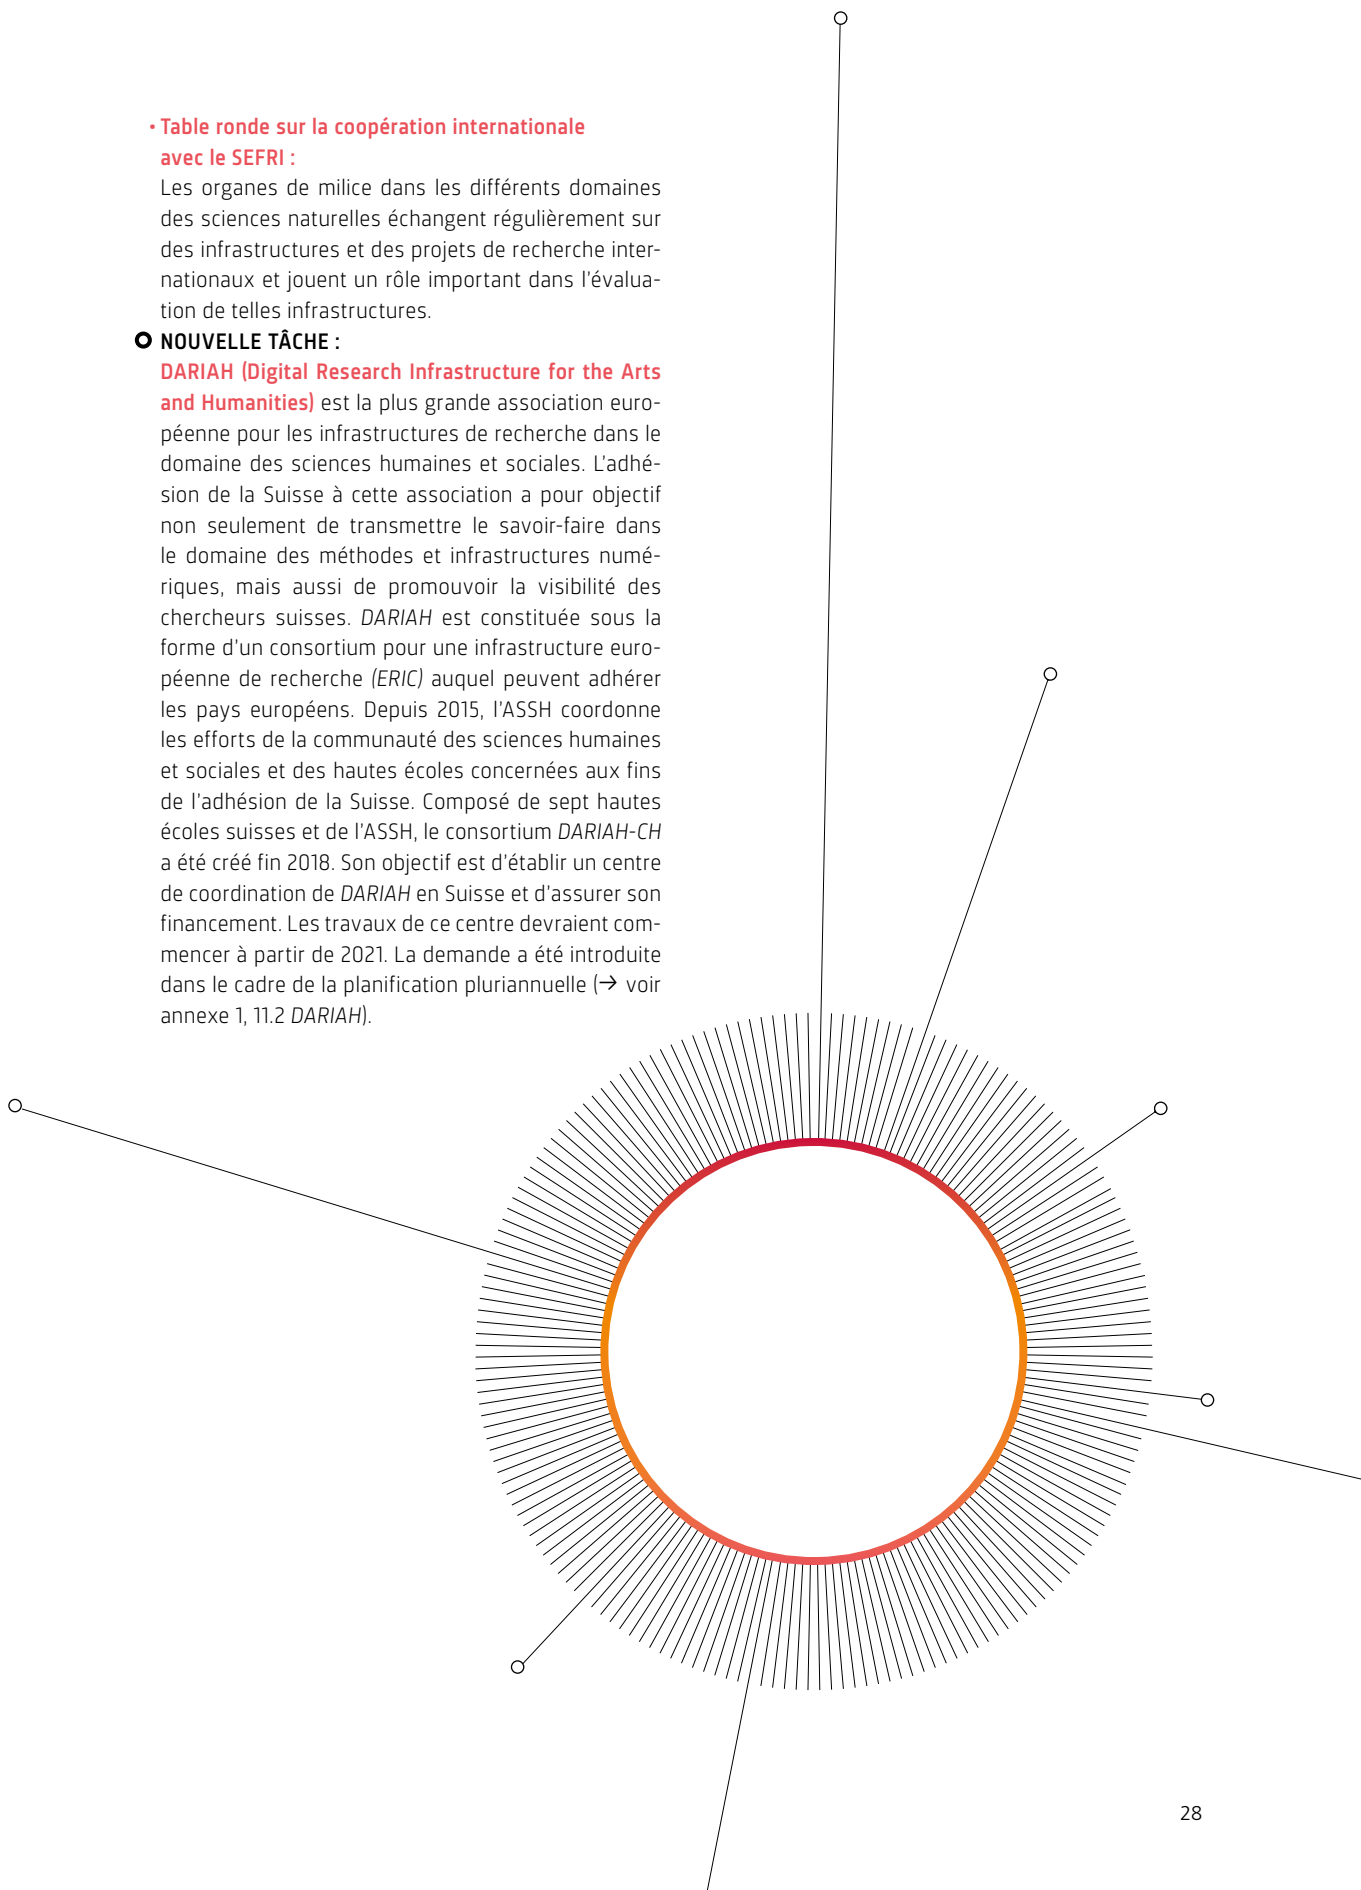 • Table ronde sur la coopération internationale
avec le SEFRI :
Les organes de milice dans les différents domaines
des sciences naturelles échangent régulièrement sur
des infrastructures et des projets de recherche inter-
nationaux et jouent un rôle important dans l'évalua-
tion de telles infrastructures.
NOUVELLE TÂCHE :
DARIAH (Digital Research Infrastructure for the Arts
and Humanities) est la plus grande association euro-
péenne pour les infrastructures de recherche dans le
domaine des sciences humaines et sociales. L'adhé-
sion de la Suisse à cette association a pour objectif
non seulement de transmettre le savoir-faire dans
le domaine des méthodes et infrastructures numé-
riques, mais aussi de promouvoir la visibilité des
chercheurs suisses. DARIAH est constituée sous la
forme d'un consortium pour une infrastructure euro-
péenne de recherche (ERIC) auquel peuvent adhérer
les pays européens. Depuis 2015, l'ASSH coordonne
les efforts de la communauté des sciences humaines
et sociales et des hautes écoles concernées aux fins
de l'adhésion de la Suisse. Composé de sept hautes
écoles suisses et de l'ASSH, le consortium DARIAH-CH
a été créé fin 2018. Son objectif est d'établir un centre
de coordination de DARIAH en Suisse et d'assurer son
financement. Les travaux de ce centre devraient com-
mencer à partir de 2021. La demande a été introduite
dans le cadre de la planification pluriannuelle (→ voir
annexe 1, 11.2 DARIAH).
28